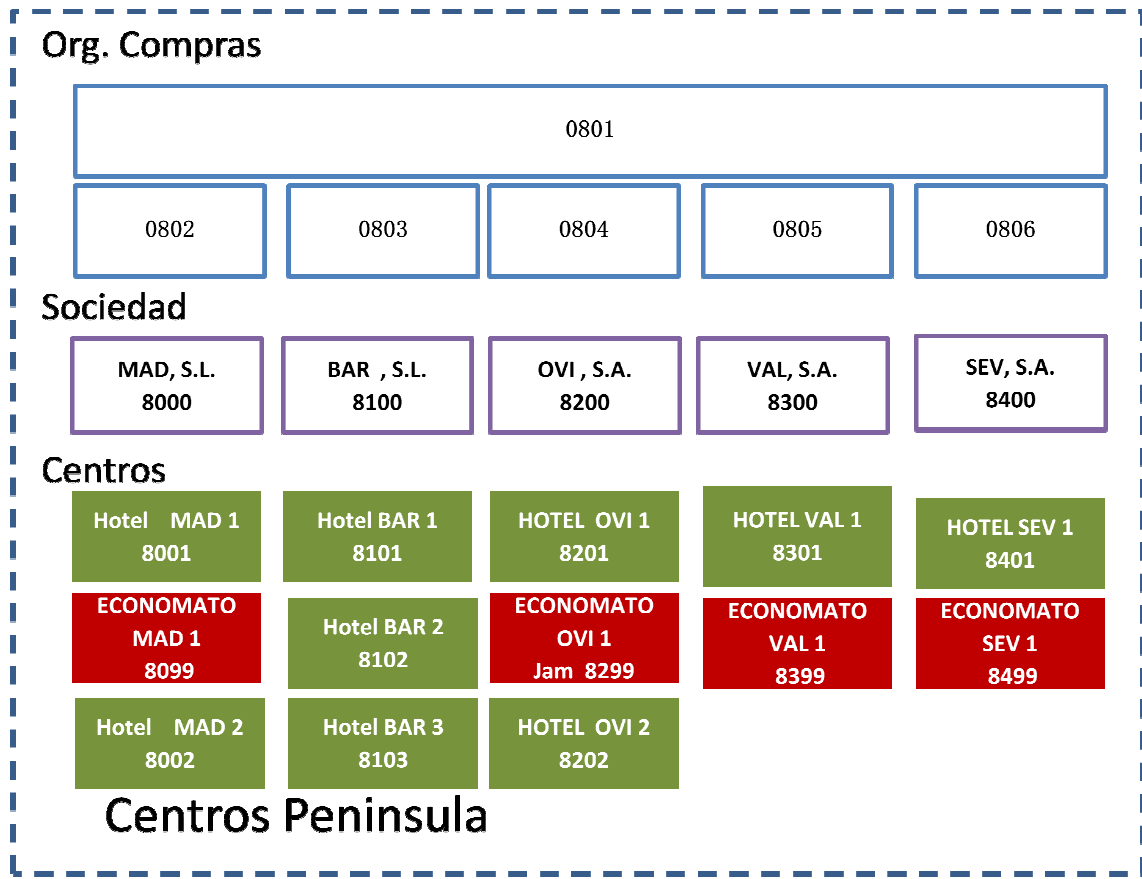 Org. Compras
0801
0802
0803
0804
0805
0806
Sociedad
MAD, S.L.
8000
BAR , S.L.
8100
OVI , S.A.
8200
VAL, S.A.
8300
SEV, S.A.
8400
Centros
Hotel MAD 1
8001
Hotel BAR 1
8101
HOTEL OVI 1
8201
HOTEL VAL 1
8301
HOTEL SEV 1
8401
ECONOMATO
MAD 1
8099
Hotel BAR 2
8102
ECONOMATO
OVI 1
Jam 8299
ECONOMATO
VAL 1
8399
ECONOMATO
SEV 1
8499
Hotel MAD 2
8002
Hotel BAR 3
8103
HOTEL OVI 2
8202
Centros Peninsula